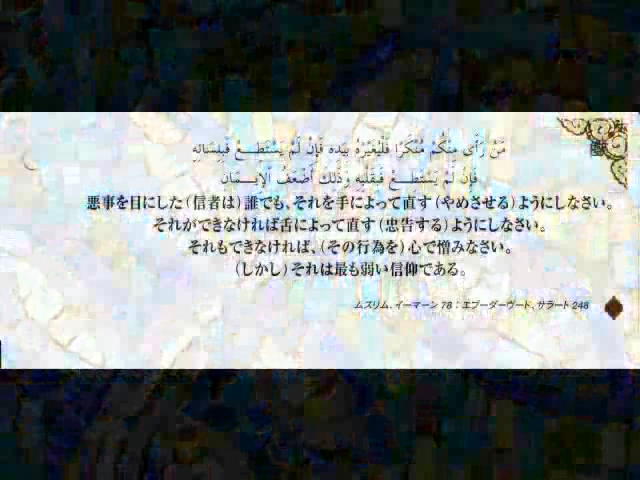 مَنْ رَأَى مِنْكُمْ مُنْكَرًا فَلْيُغَيِّرْهُ بِيَدِهِ فَإِنْ لَمْ يَسْتَطِعْ فَبِلِسَانِهِ
فَإِنْ لَمْ يَسْتَطِعْ فَبِقَلْبِهِ وَذَلِكَ أَضْعَفُ الْإِيمَانِ
悪事を目にした(信者は)誰でも、それを手によって直す(やめさせる)ようにしなさい。
それができなければ舌によって直す(忠告する)ようにしなさい。
それもできなければ、(その行為を)心で憎みなさい。
(しかし)それは最も弱い信仰である。
ムスリム、イーマーン 78:エブーダーヴード、サラート 248